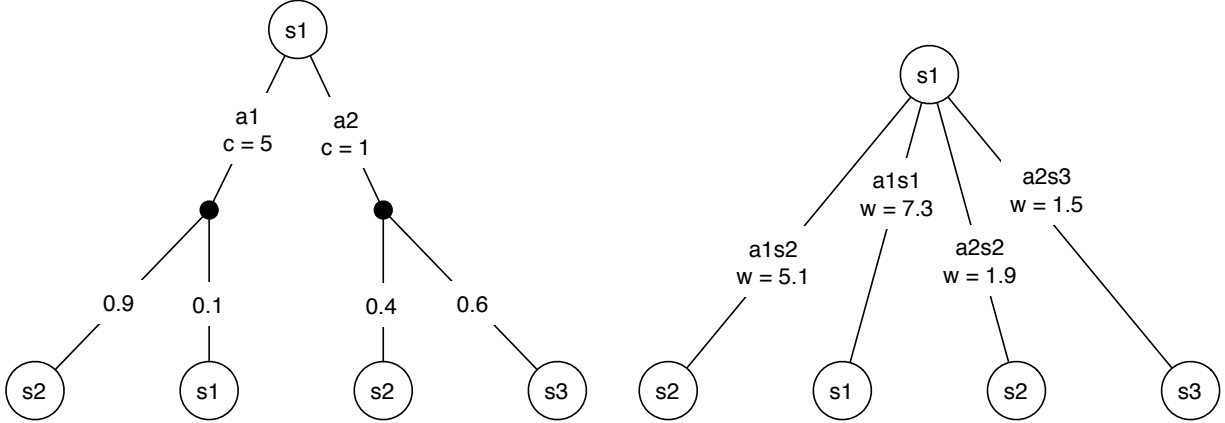 s1
a1
c = 5
a2
c = 1
0.9
0.1
0.4
0.6
s2
s1
s2
s3
s1
a1s2
w = 5.1
a1s1
w = 7.3
a2s2
w = 1.9
a2s3
w = 1.5
s2
s1
s2
s3